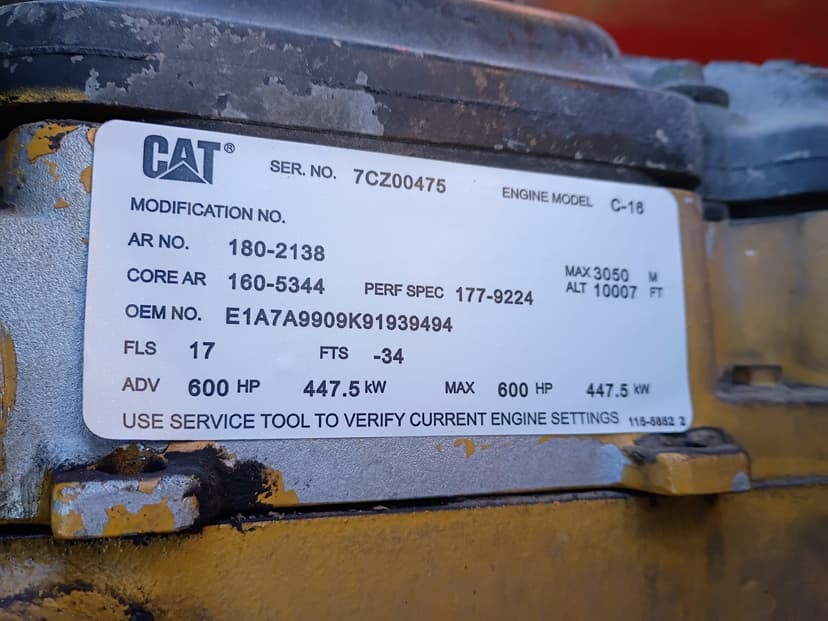 CAT® SER. NO. 7CZ00475 ENGINE MODEL C-16
MODIFICATION NO.
AR NO. 180-2138 MAX 3050 M
CORE AR 160-5344 PERF SPEC 177-9224 ALT 10007 FT
OEM NO. E1A7A9909K91939494
FLS 17 FTS -34
ADV 600 HP 447.5 kW MAX 600 HP 447.5 kW
USE SERVICE TOOL TO VERIFY CURRENT ENGINE SETTINGS 115-5852 2